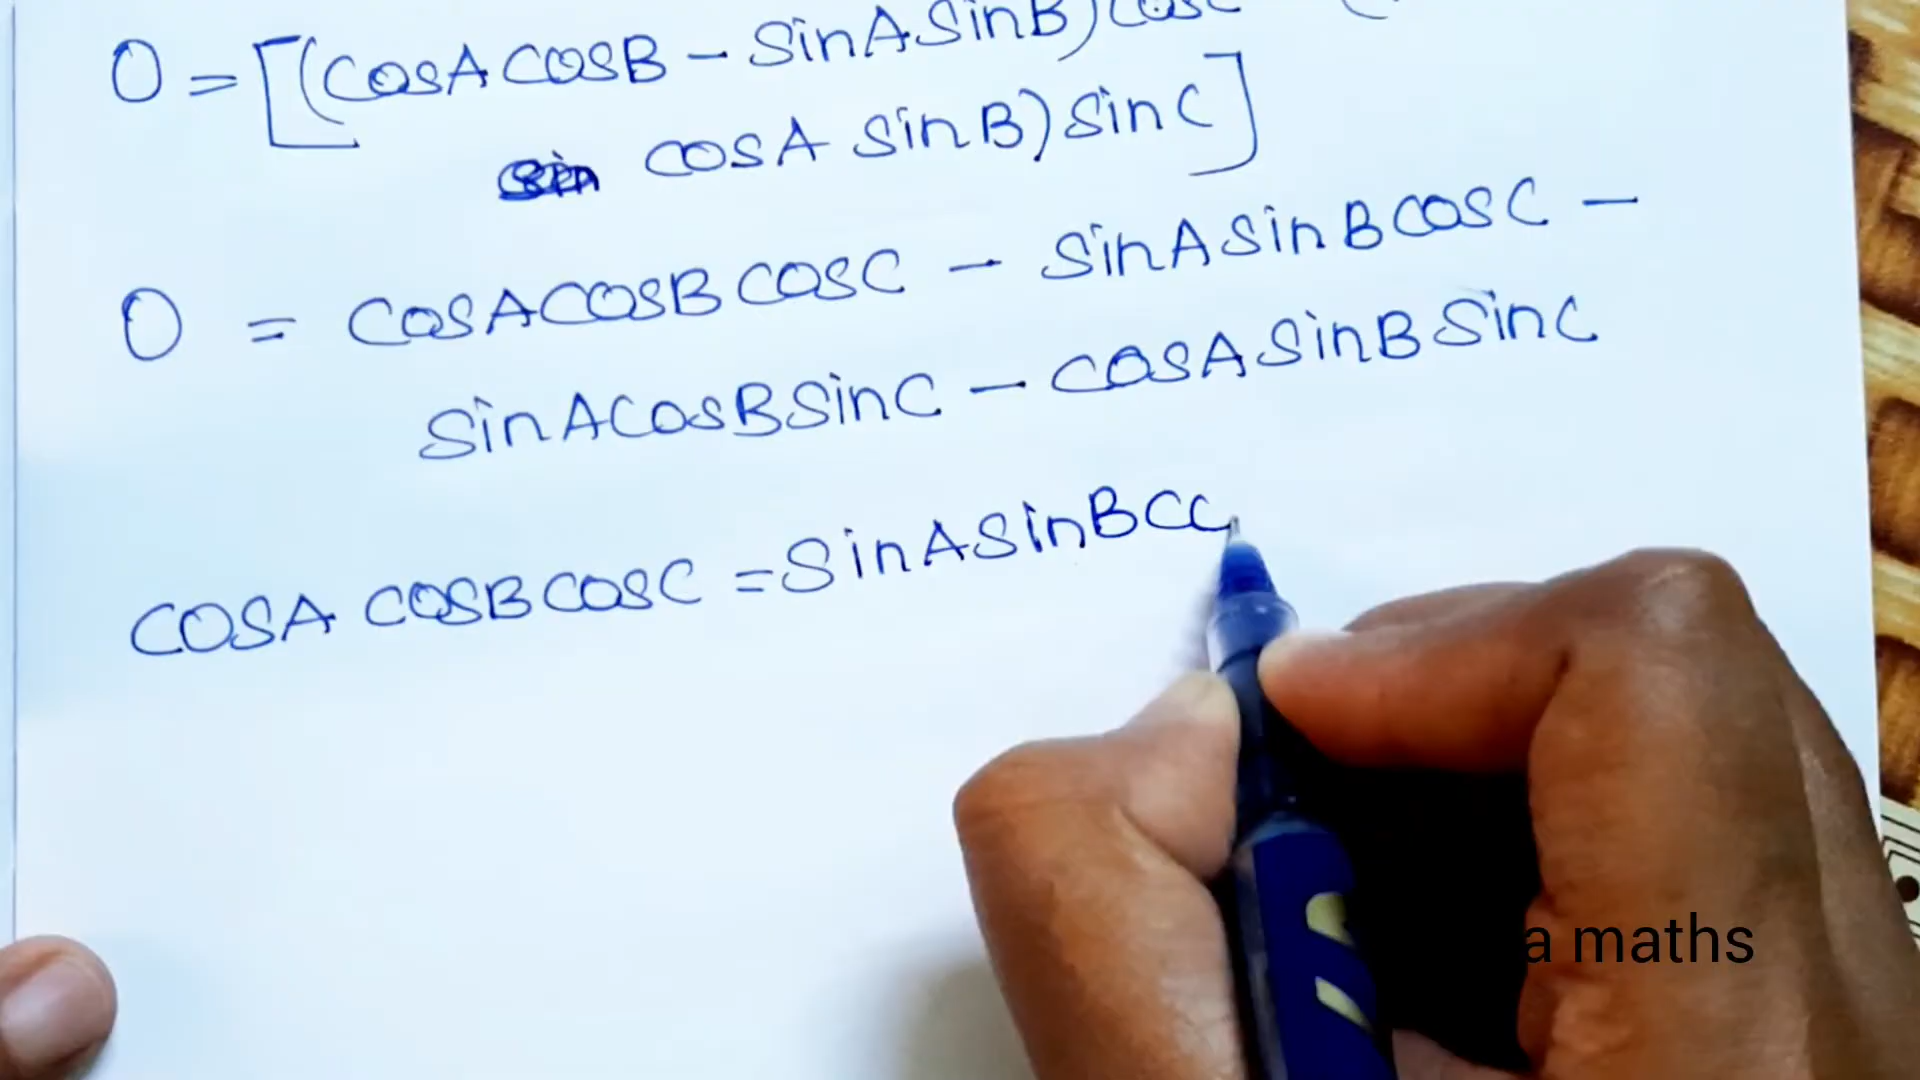 0 = [(cosA cosB - sinA sinB) cosC
cosA sinB) sinC]
0 = cosA cosB cosC - sinA sinB cosC -
sinA cosB sinC - cosA sinB sinC
cosA cosB cosC = sinA sinB
a maths